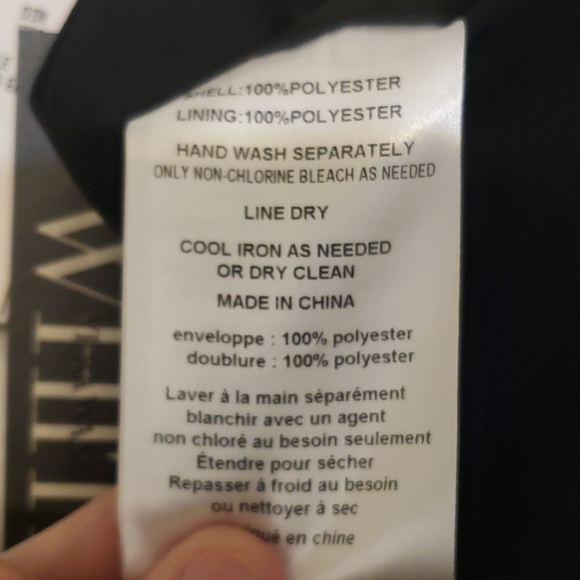 SHELL:100%POLYESTER
LINING:100%POLYESTER
HAND WASH SEPARATELY
ONLY NON-CHLORINE BLEACH AS NEEDED
LINE DRY
COOL IRON AS NEEDED
OR DRY CLEAN
MADE IN CHINA
enveloppe : 100% polyester
doublure : 100% polyester
Laver à la main séparément
blanchir avec un agent
non chloré au besoin seulement
Étendre pour sécher
Repasser à froid au besoin
ou nettoyer à sec
en chine